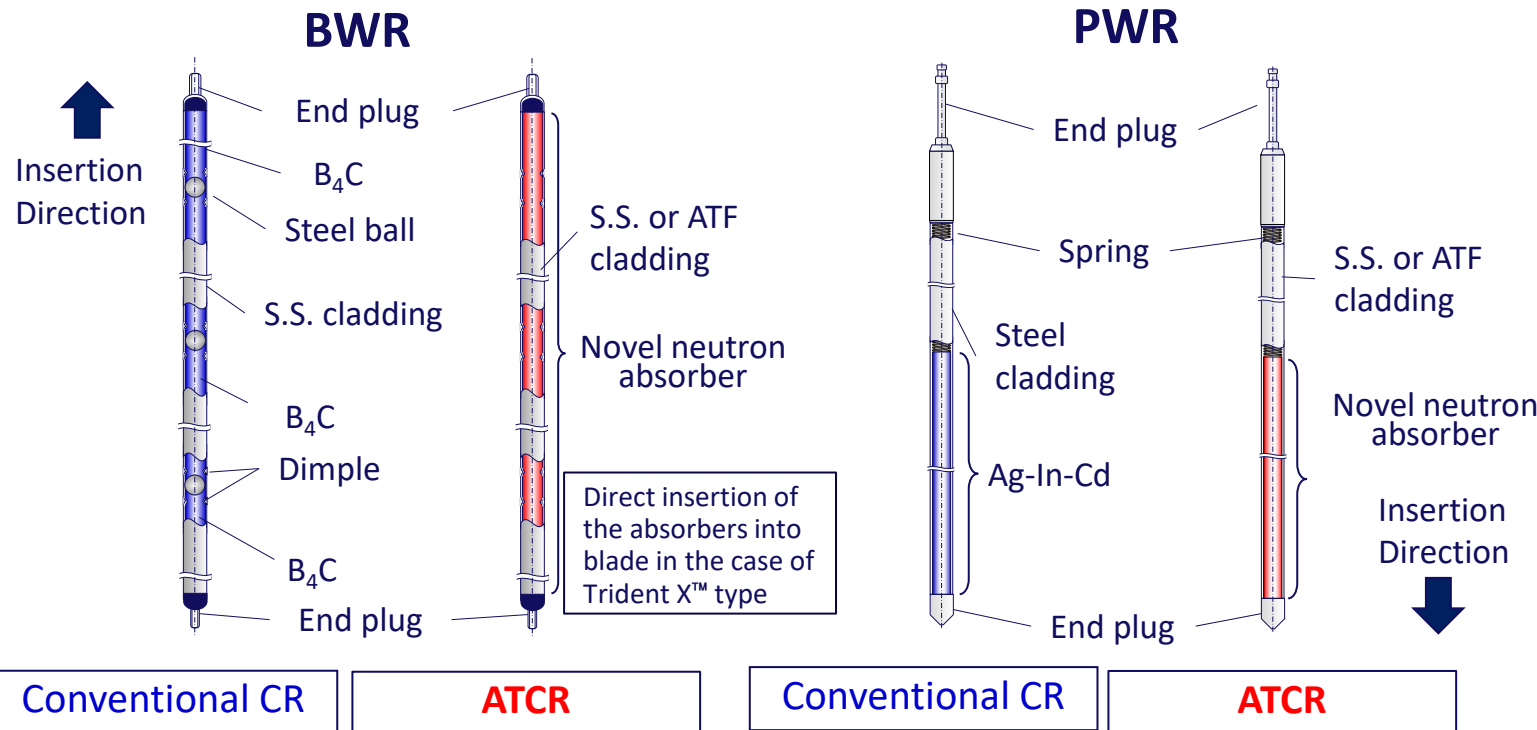 BWR
PWR
End plug
B₄C
Insertion
Direction
Steel ball
S.S. or ATF
cladding
S.S. cladding
Novel neutron
absorber
B₄C
Dimple
Direct insertion of
the absorbers into
blade in the case of
Trident X™ type
B₄C
End plug
End plug
Spring
S.S. or ATF
cladding
Steel
cladding
Novel neutron
absorber
Ag-In-Cd
Insertion
Direction
End plug
Conventional CR
ATCR
Conventional CR
ATCR